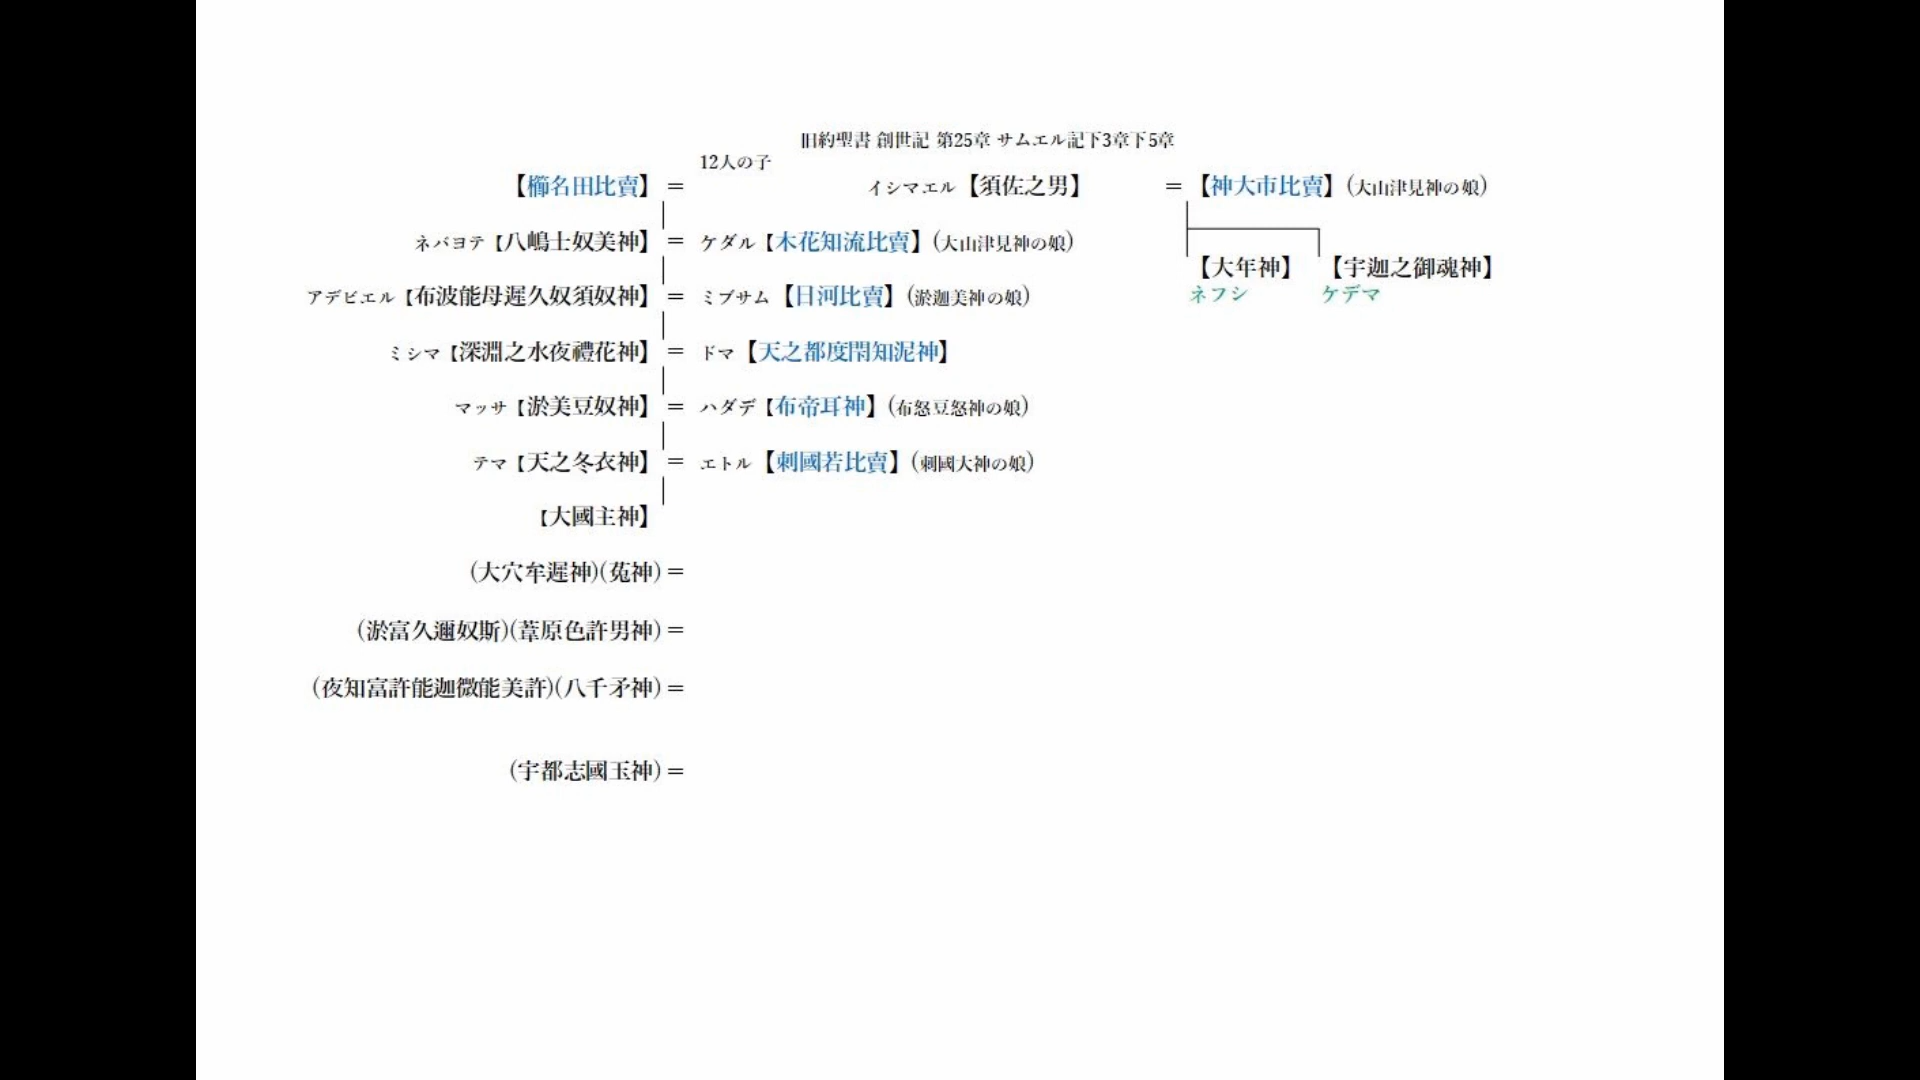 旧約聖書 創世記 第25章 サムエル記下3章下5章
12人の子
【櫛名田比賣】 = イシマエル【須佐之男】 = 【神大市比賣】(大山津見神の娘)
ネバヨテ【八嶋士奴美神】 = ケダル【木花知流比賣】(大山津見神の娘)
【大年神】 【宇迦之御魂神】
ネフシ ケデマ
アデビエル【布波能母遲久奴須奴神】 = ミブサム【日河比賣】(淤迦美神の娘)
ミシマ【深淵之水夜禮花神】 = ドマ【天之都度閇知泥神】
マッサ【淤美豆奴神】 = ハダデ【布帝耳神】(布怒豆怒神の娘)
テマ【天之冬衣神】 = エトル【刺國若比賣】(刺國大神の娘)
【大國主神】
(大穴牟遲神)(菟神) =
(淤富久邇奴斯)(葦原色許男神) =
(夜知富許能迦微能美許)(八千矛神) =
(宇都志國玉神) =